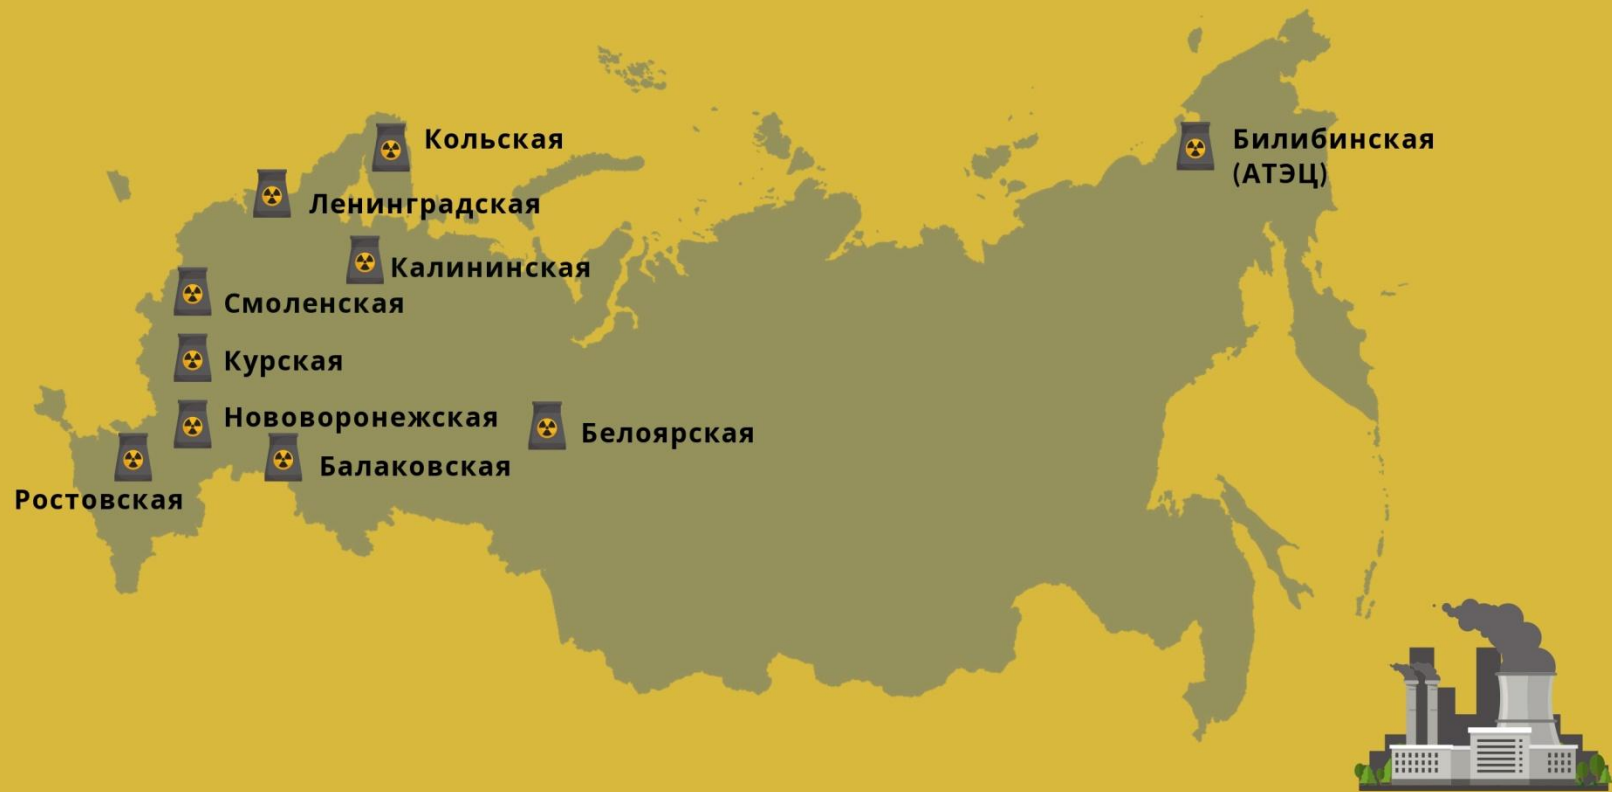 Кольская
Билибинская
(АТЭЦ)
Ленинградская
Калининская
Смоленская
Курская
Нововоронежская
Белоярская
Балаковская
Ростовская